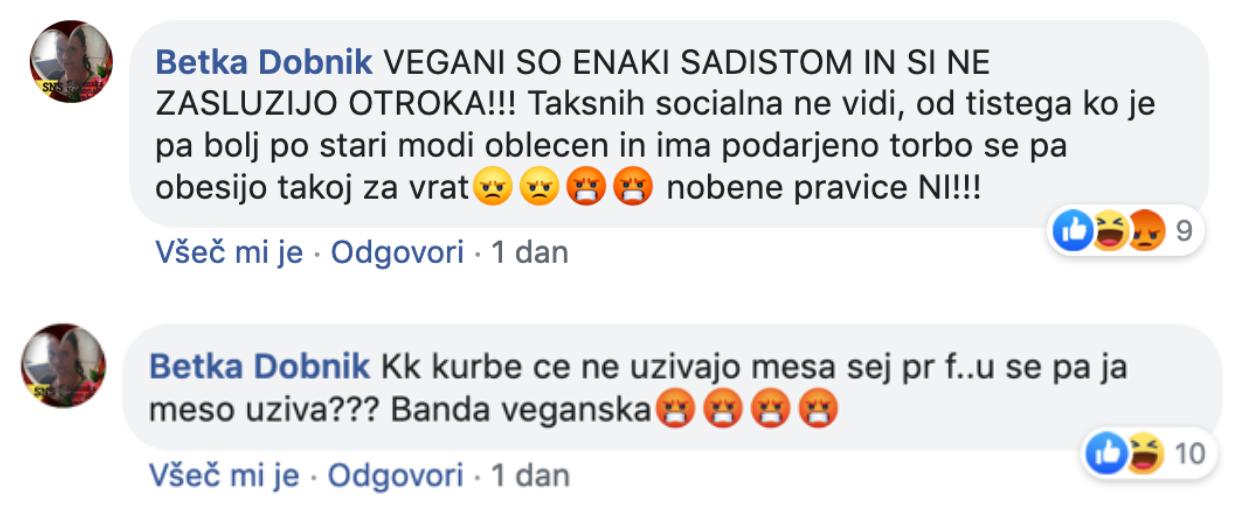 Betka Dobnik VEGANI SO ENAKI SADISTOM IN SI NE
ZASLUZIJO OTROKA!!! Taksnih socialna ne vidi, od tistega ko je
pa bolj po stari modi oblecen in ima podarjeno torbo se pa
obesijo takoj za vrat😠😠😡😡 nobene pravice NI!!!
9
Všeč mi je · Odgovori · 1 dan
Betka Dobnik Kk kurbe ce ne uzivajo mesa sej pr f..u se pa ja
meso uziva??? Banda veganska😡😡😡😡
10
Všeč mi je · Odgovori · 1 dan